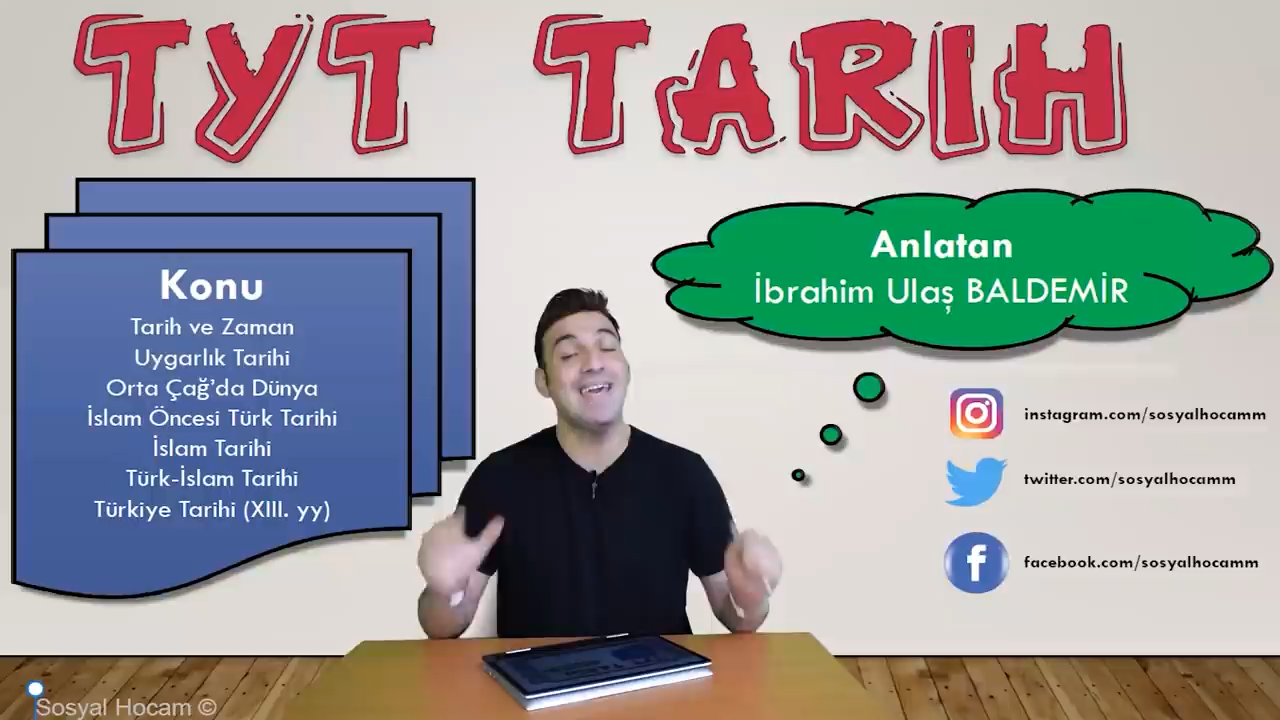 TYT TARIH
Konu
Tarih ve Zaman
Uygarlık Tarihi
Orta Çağ'da Dünya
İslam Öncesi Türk Tarihi
İslam Tarihi
Türk-İslam Tarihi
Türkiye Tarihi (XIII. yy)
Anlatan
İbrahim Ulaş BALDEMİR
instagram.com/sosyalhocamm
twitter.com/sosyalhocamm
facebook.com/sosyalhocamm
Sosyal Hocam ©